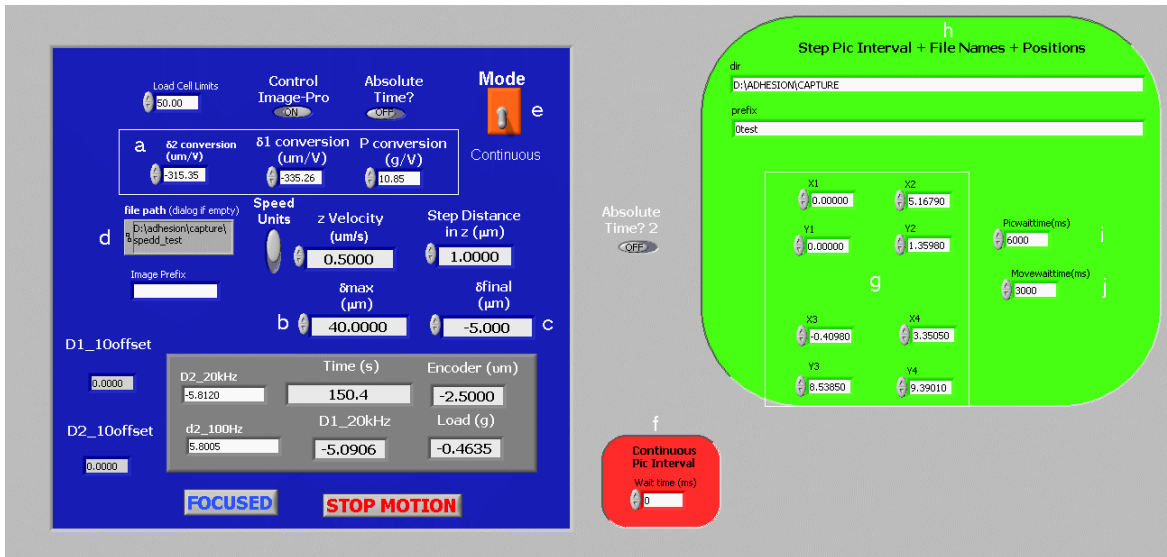 h
Step Pic Interval + File Names + Positions
dir
D:\ADHESION\CAPTURE
prefix
0test
Load Cell Limits
50.00
Control
Image-Pro
ON
Absolute
Time?
OFF
Mode
e
Continuous
a
δ2 conversion
(um/V)
-315.35
δ1 conversion
(um/V)
-335.26
P conversion
(g/V)
10.85
d
file path (dialog if empty)
D:\adhesion\capture\
spedd_test
Image Prefix
Speed
Units
z Velocity
(um/s)
0.5000
Step Distance
in z (μm)
1.0000
b
δmax
(μm)
40.0000
δfinal
(μm)
-5.000
c
D1_10offset
0.0000
D2_10offset
0.0000
D2_20kHz
-5.8120
Time (s)
150.4
Encoder (um)
-2.5000
d2_100Hz
5.8005
D1_20kHz
-5.0906
Load (g)
-0.4635
FOCUSED
STOP MOTION
Absolute
Time? 2
OFF
X1
0.00000
X2
5.16790
Y1
0.00000
Y2
1.35980
g
X3
-0.40980
X4
3.35050
Y3
8.53850
Y4
9.39010
Picwaittime(ms)
6000
i
Movewaittime(ms)
3000
j
f
Continuous
Pic Interval
Wait time (ms)
0